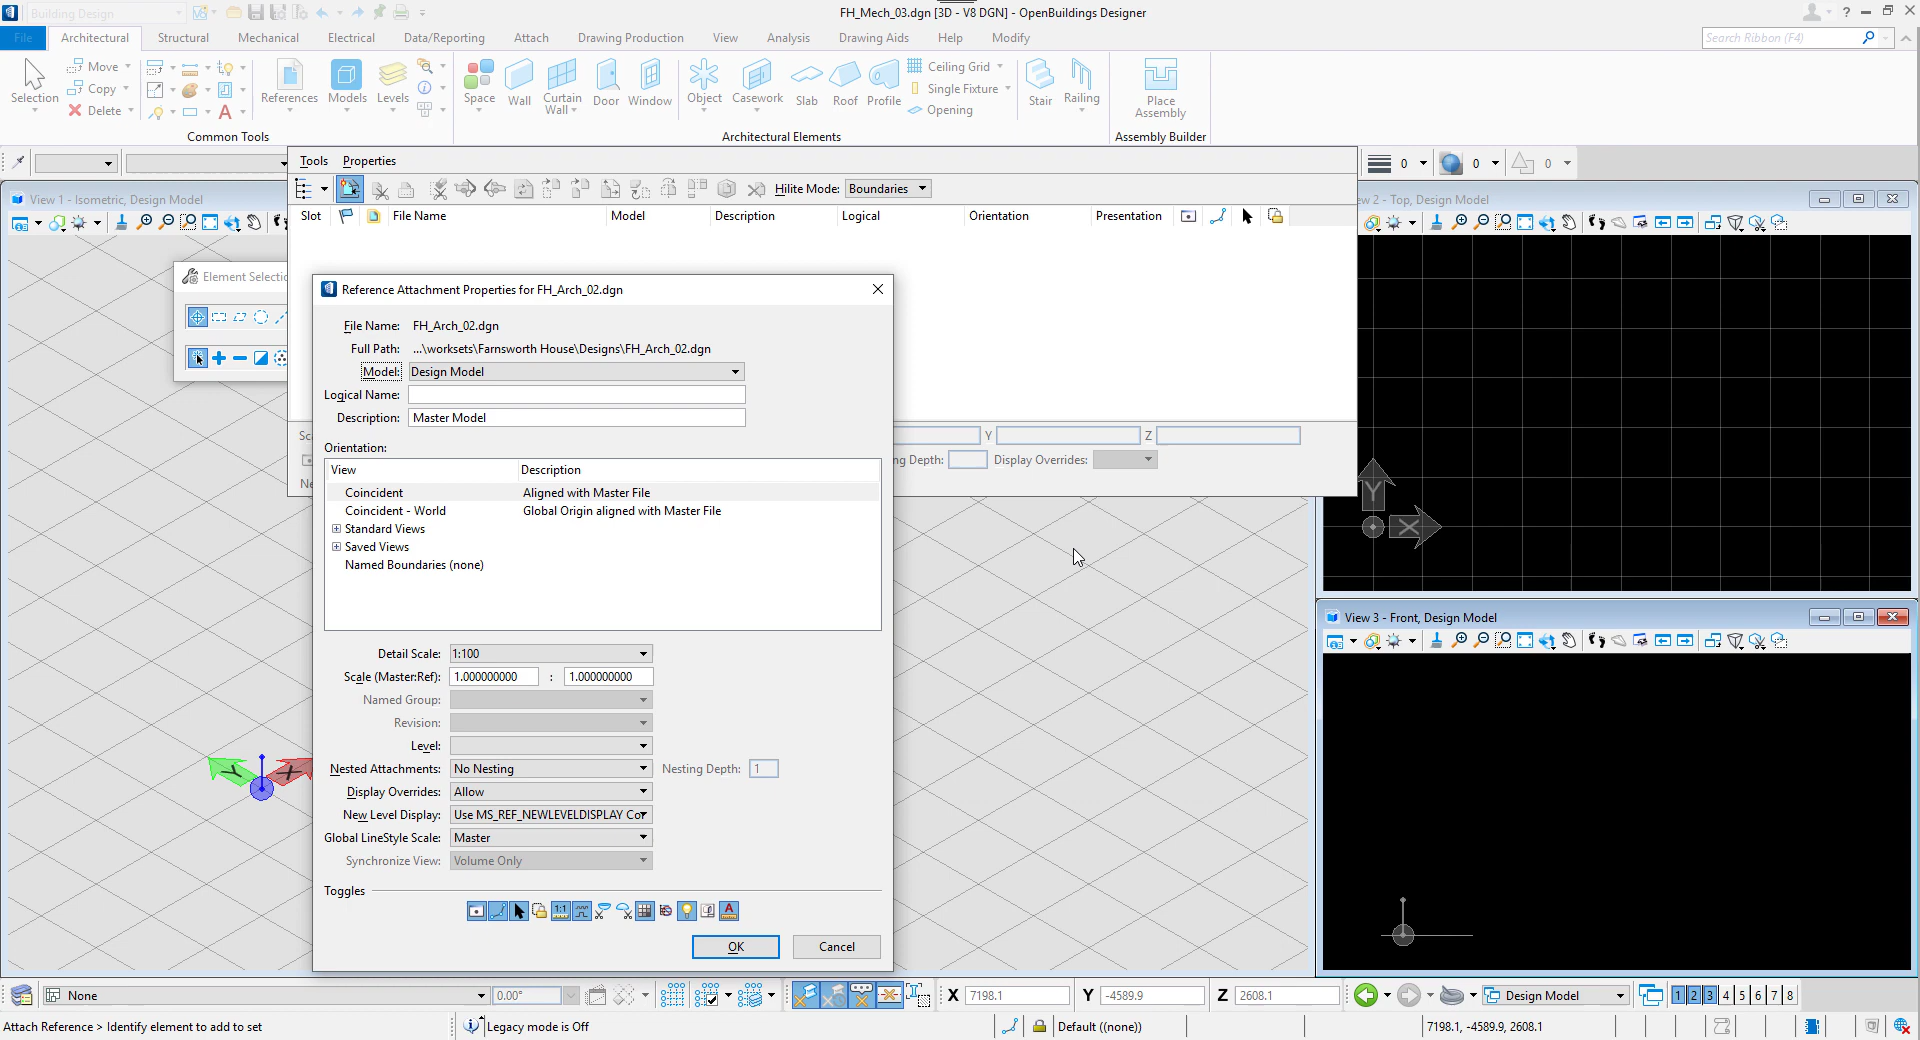 Building Design
FH_Mech_03.dgn [3D - V8 DGN] - OpenBuildings Designer
File Architectural Structural Mechanical Electrical Data/Reporting Attach Drawing Production View Analysis Drawing Aids Help Modify
Search Ribbon (F4)
Selection
Move
Copy
Delete
References Models Levels
Space Wall Curtain Wall Door Window
Object Casework Slab Roof Profile
Ceiling Grid
Single Fixture
Opening
Stair Railing
Place Assembly
Common Tools
Architectural Elements
Assembly Builder
Tools Properties
0 0 0
Hilite Mode: Boundaries
View 1 - Isometric, Design Model
Slot File Name Model Description Logical Orientation Presentation
ew 2 - Top, Design Model
Element Selectio
Reference Attachment Properties for FH_Arch_02.dgn
File Name: FH_Arch_02.dgn
Full Path: ...\worksets\Farnsworth House\Designs\FH_Arch_02.dgn
Model: Design Model
Logical Name:
Description: Master Model
Orientation:
View Description
Coincident Aligned with Master File
Coincident - World Global Origin aligned with Master File
Standard Views
Saved Views
Named Boundaries (none)
Sca
Y Z
ng Depth: Display Overrides:
Ne
Y
X
View 3 - Front, Design Model
Detail Scale: 1:100
Scale (Master:Ref): 1.000000000 : 1.000000000
Named Group:
Revision:
Level:
Nested Attachments: No Nesting Nesting Depth: 1
Display Overrides: Allow
New Level Display: Use MS_REF_NEWLEVELDISPLAY Co
Global LineStyle Scale: Master
Synchronize View: Volume Only
Y X
Toggles
1:1
OK Cancel
None 0.00° X 7198.1 Y -4589.9 Z 2608.1 Design Model 1 2 3 4 5 6 7 8
Attach Reference > Identify element to add to set Legacy mode is Off Default ((none)) 7198.1, -4589.9, 2608.1